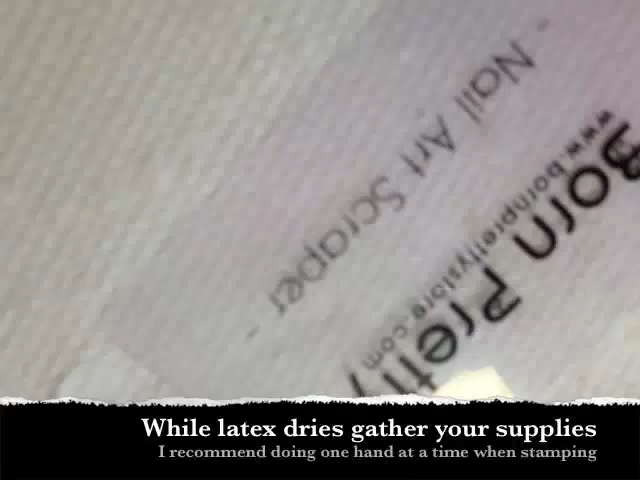 - Nail Art Scraper -
www.bornprettystore.com
Born Pretty
While latex dries gather your supplies
I recommend doing one hand at a time when stamping